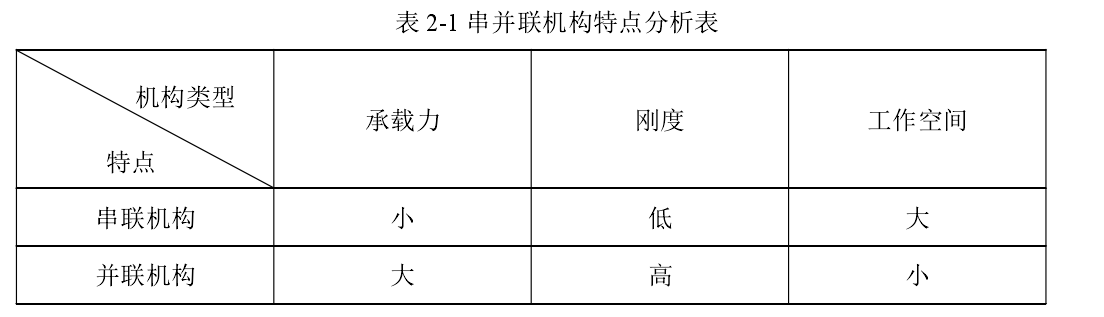 表 2-1 串并联机构特点分析表
机构类型
特点
承载力 刚度 工作空间
串联机构 小 低 大
并联机构 大 高 小